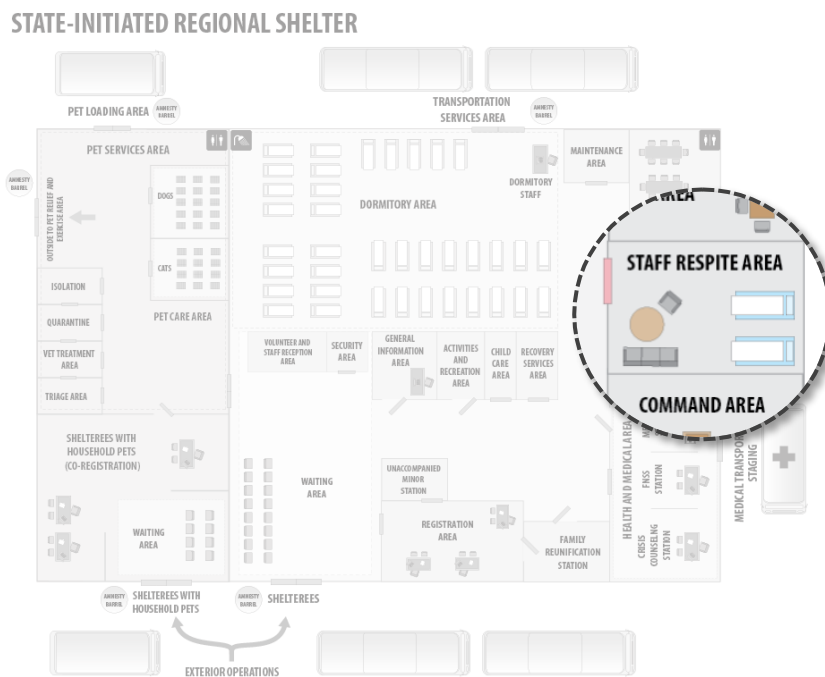 STATE-INITIATED REGIONAL SHELTER
PET LOADING AREA
AMNESTY
BARREL
TRANSPORTATION
SERVICES AREA
AMNESTY
BARREL
PET SERVICES AREA
MAINTENANCE
AREA
AMNESTY
BARREL
OUTSIDE TO PET RELIEF AND
EXERCISE AREA
DOGS
DORMITORY
STAFF
DORMITORY AREA
AREA
CATS
STAFF RESPITE AREA
ISOLATION
PET CARE AREA
QUARANTINE
VOLUNTEER AND
STAFF RECEPTION
AREA
SECURITY
AREA
GENERAL
INFORMATION
AREA
ACTIVITIES
AND
RECREATION
AREA
CHILD
CARE
AREA
RECOVERY
SERVICES
AREA
VET TREATMENT
AREA
TRIAGE AREA
COMMAND AREA
SHELTEREES WITH
HOUSEHOLD PETS
(CO-REGISTRATION)
UNACCOMPANIED
MINOR
STATION
WAITING
AREA
HEALTH AND MEDICAL AREA
FNSS
STATION
MEDICAL TRANSPOR
STAGING
REGISTRATION
AREA
WAITING
AREA
FAMILY
REUNIFICATION
STATION
CRISIS
COUNSELNG
STATION
AMNESTY
BARREL
SHELTEREES WITH
HOUSEHOLD PETS
AMNESTY
BARREL
SHELTEREES
EXTERIOR OPERATIONS